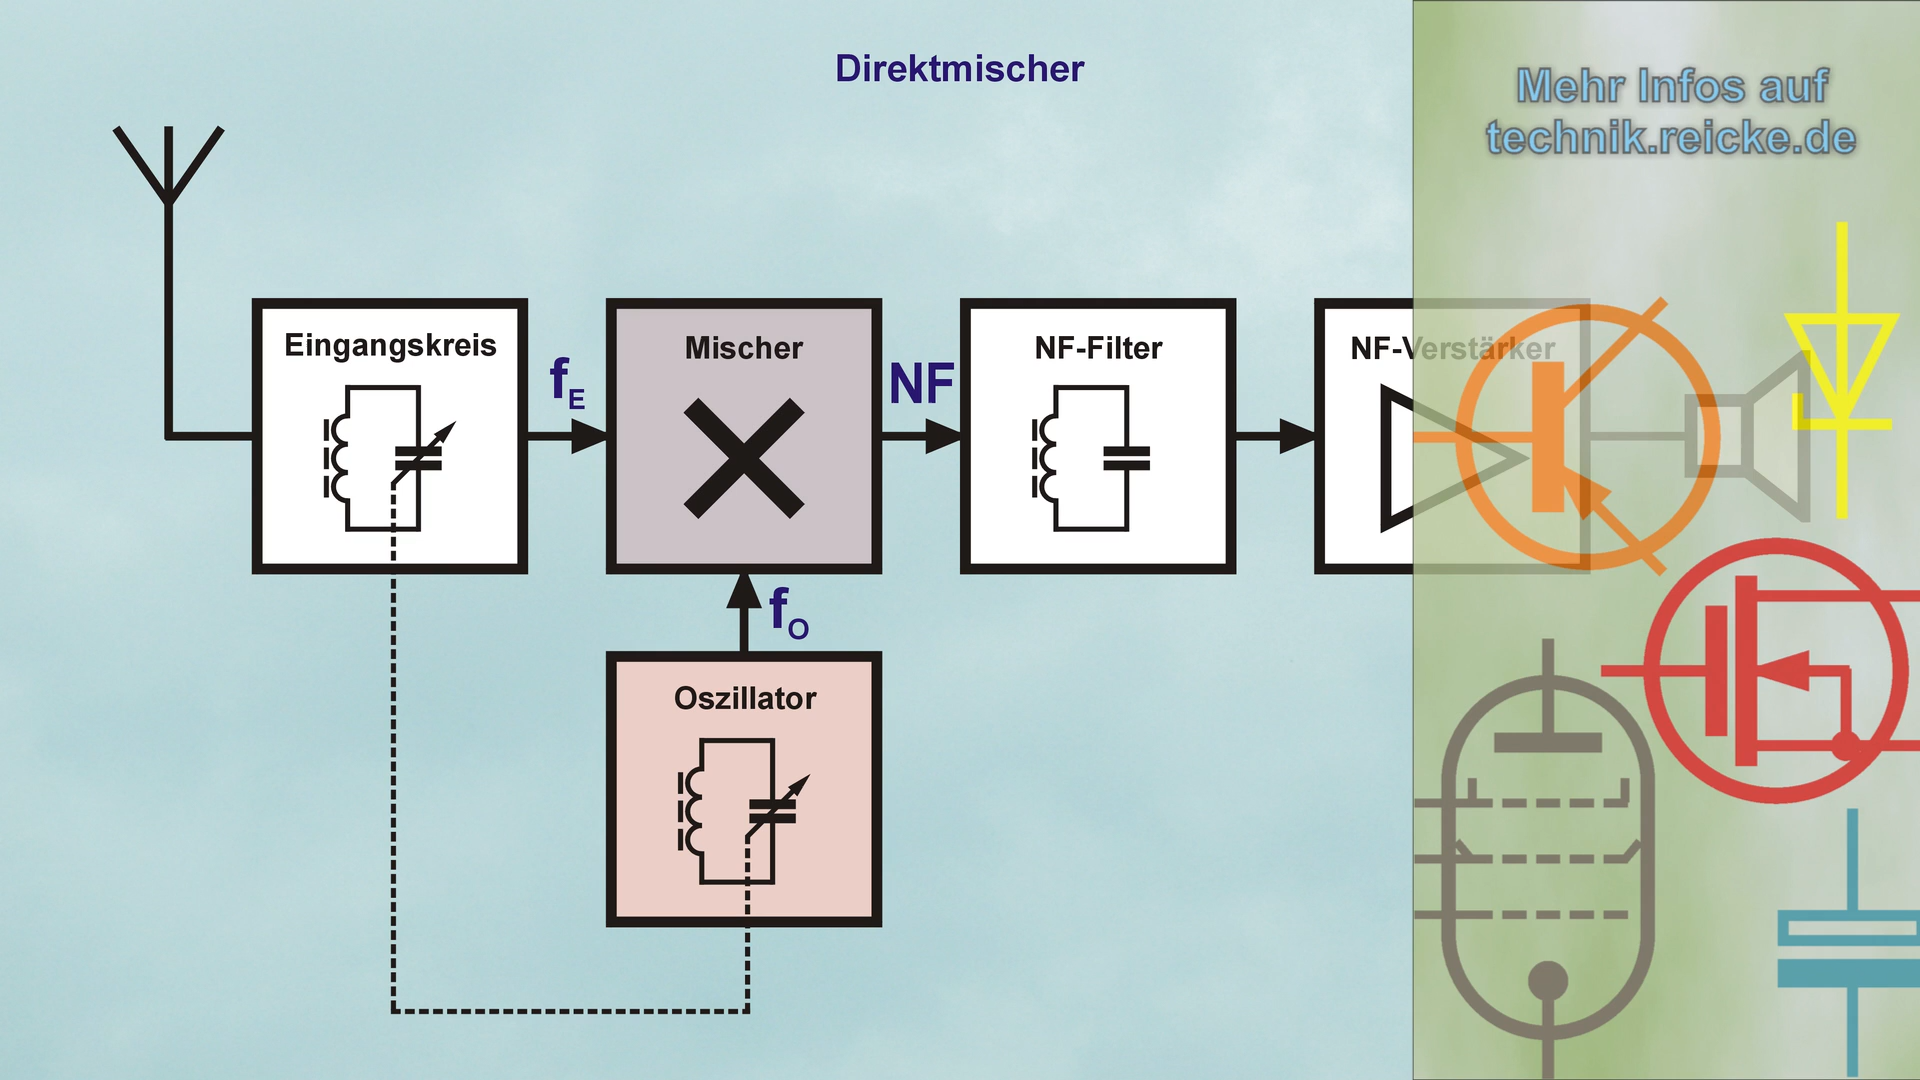 Direktmischer
Mehr Infos auf
technik.reicke.de
Eingangskreis
fE
Mischer
NF
NF-Filter
NF-Verstärker
fO
Oszillator